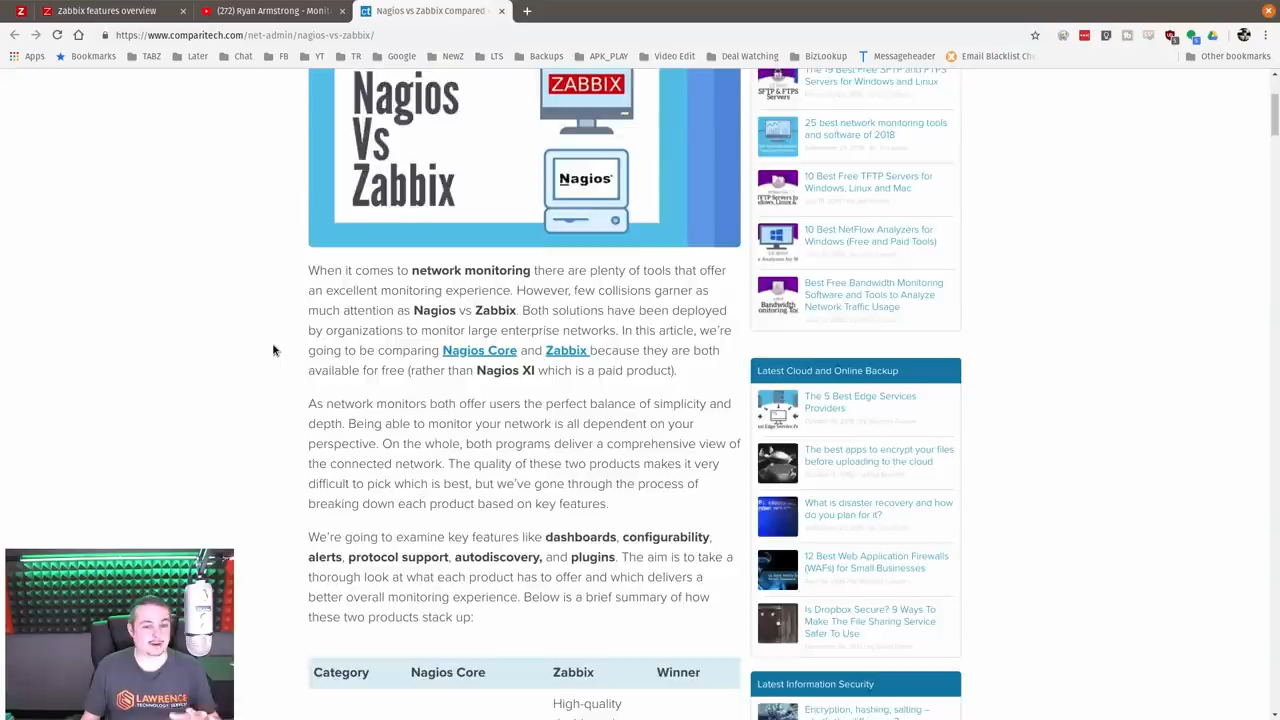 Zabbix features overview
(272) Ryan Armstrong - Monit
Nagios vs Zabbix Compared -
https://www.comparitech.com/net-admin/nagios-vs-zabbix/
Apps Bookmarks TABZ Later Chat FB YT TR Google NewZ LTS Backups APK_PLAY Video Edit Deal Watching BizLookup Messageheader Email Blacklist Che Other bookmarks
Nagios
Vs
Zabbix
ZABBIX
Nagios
When it comes to network monitoring there are plenty of tools that offer
an excellent monitoring experience. However, few collisions garner as
much attention as Nagios vs Zabbix. Both solutions have been deployed
by organizations to monitor large enterprise networks. In this article, we're
going to be comparing Nagios Core and Zabbix because they are both
available for free (rather than Nagios XI which is a paid product).
As network monitors both offer users the perfect balance of simplicity and
depth. Being able to monitor your network is all dependent on your
perspective. On the whole, both programs deliver a comprehensive view of
the connected network. The quality of these two products makes it very
difficult to pick which is best, but we've gone through the process of
breaking down each product based on key features.
We're going to examine key features like dashboards, configurability,
alerts, protocol support, autodiscovery, and plugins. The aim is to take a
thorough look at what each product has to offer and which delivers a
better overall monitoring experience. Below is a brief summary of how
these two products stack up:
Category Nagios Core Zabbix Winner
High-quality
The 19 Best Free SFTP and FTPS
Servers for Windows and Linux
SFTP & FTPS
Servers
25 best network monitoring tools
and software of 2018
10 Best Free TFTP Servers for
Windows, Linux and Mac
10 Best NetFlow Analyzers for
Windows (Free and Paid Tools)
Best Free Bandwidth Monitoring
Software and Tools to Analyze
Network Traffic Usage
Bandwidth
Latest Cloud and Online Backup
The 5 Best Edge Services
Providers
The best apps to encrypt your files
before uploading to the cloud
What is disaster recovery and how
do you plan for it?
12 Best Web Application Firewalls
(WAFs) for Small Businesses
Is Dropbox Secure? 9 Ways To
Make The File Sharing Service
Safer To Use
Latest Information Security
Encryption, hashing, salting –
LAWRENCE
TECHNOLOGY